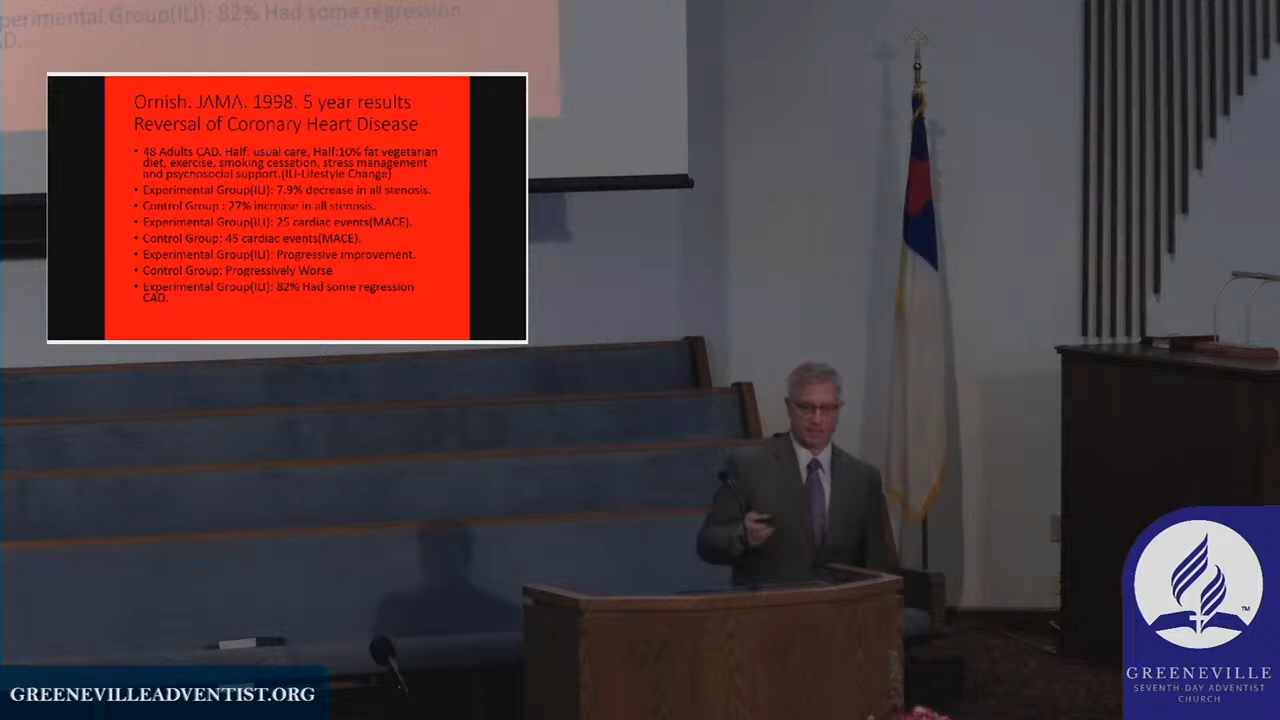 perimental Group(ILI): 82% Had some regression
D.
Ornish. JAMA. 1998. 5 year results
Reversal of Coronary Heart Disease
• 48 Adults CAD. Half: usual care, Half:10% fat vegetarian
diet, exercise, smoking cessation, stress management
and psychosocial support.(ILI-Lifestyle Change)
• Experimental Group(ILI): 7.9% decrease in all stenosis.
• Control Group : 27% increase in all stenosis.
• Experimental Group(ILI): 25 cardiac events(MACE).
• Control Group: 45 cardiac events(MACE).
• Experimental Group(ILI): Progressive improvement.
• Control Group: Progressively Worse
• Experimental Group(ILI): 82% Had some regression
CAD.
GREENEVILLEADVENTIST.ORG
TM
GREENEVILLE
SEVENTH-DAY ADVENTIST
CHURCH